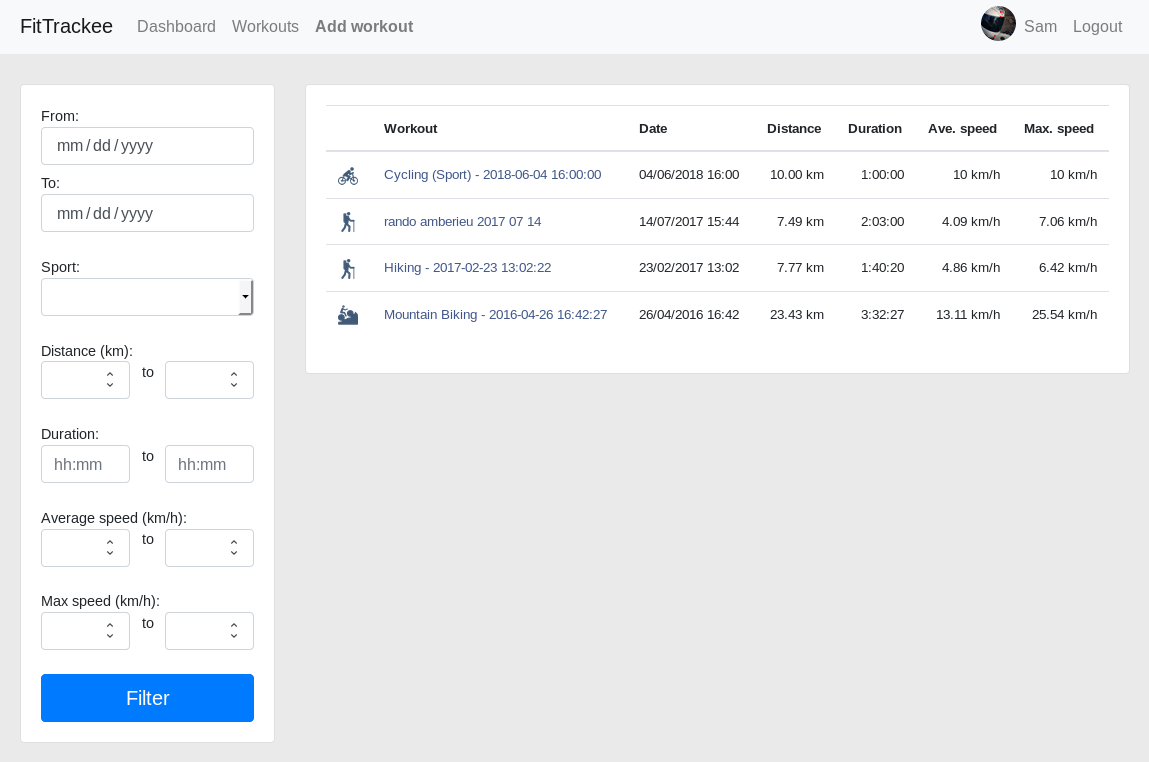 FitTrackee Dashboard Workouts Add workout Sam Logout
From:
mm/dd/yyyy
To:
mm/dd/yyyy
Sport:
Distance (km):
to
Duration:
hh:mm to hh:mm
Average speed (km/h):
to
Max speed (km/h):
to
Filter
Workout Date Distance Duration Ave. speed Max. speed
Cycling (Sport) - 2018-06-04 16:00:00 04/06/2018 16:00 10.00 km 1:00:00 10 km/h 10 km/h
rando amberieu 2017 07 14 14/07/2017 15:44 7.49 km 2:03:00 4.09 km/h 7.06 km/h
Hiking - 2017-02-23 13:02:22 23/02/2017 13:02 7.77 km 1:40:20 4.86 km/h 6.42 km/h
Mountain Biking - 2016-04-26 16:42:27 26/04/2016 16:42 23.43 km 3:32:27 13.11 km/h 25.54 km/h